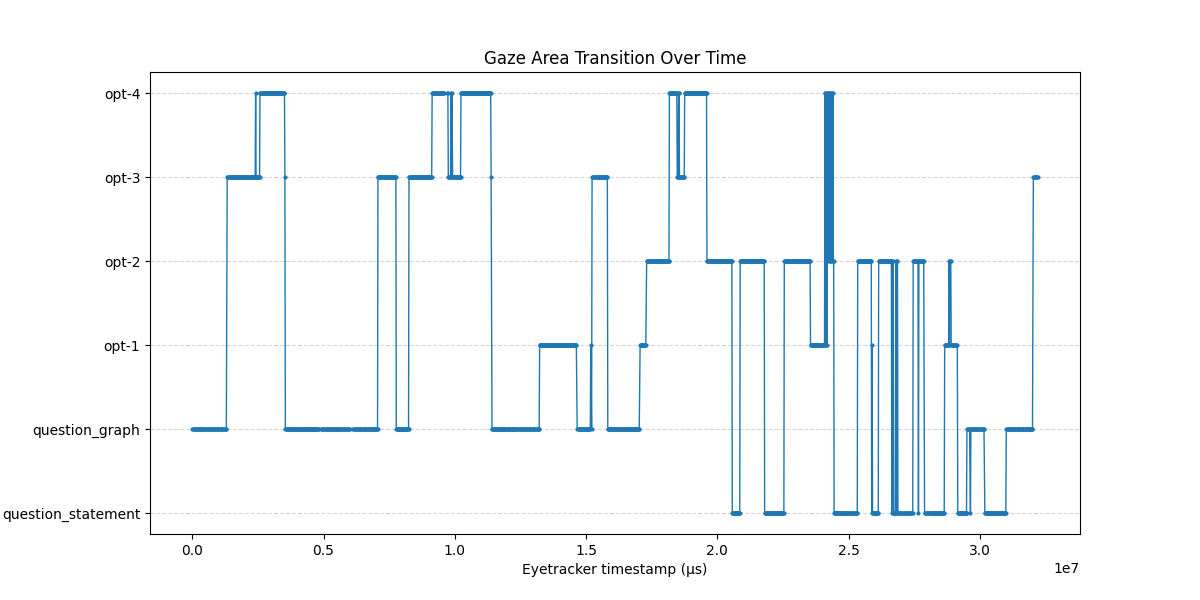 Gaze Area Transition Over Time
opt-4
opt-3
opt-2
opt-1
question_graph
question_statement
0.0 0.5 1.0 1.5 2.0 2.5 3.0
1e7
Eyetracker timestamp (µs)